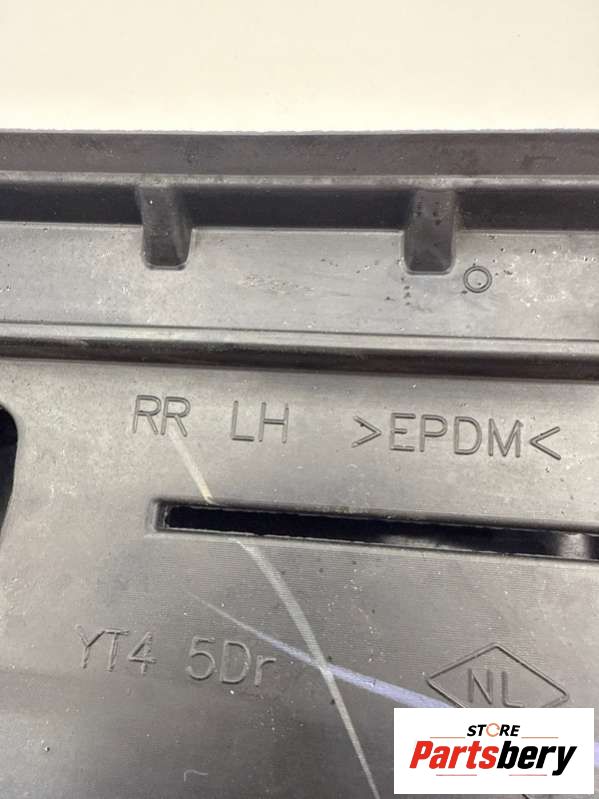 RR LH >EPDM<
YT4 5Dr
NL
STORE
Partsbery